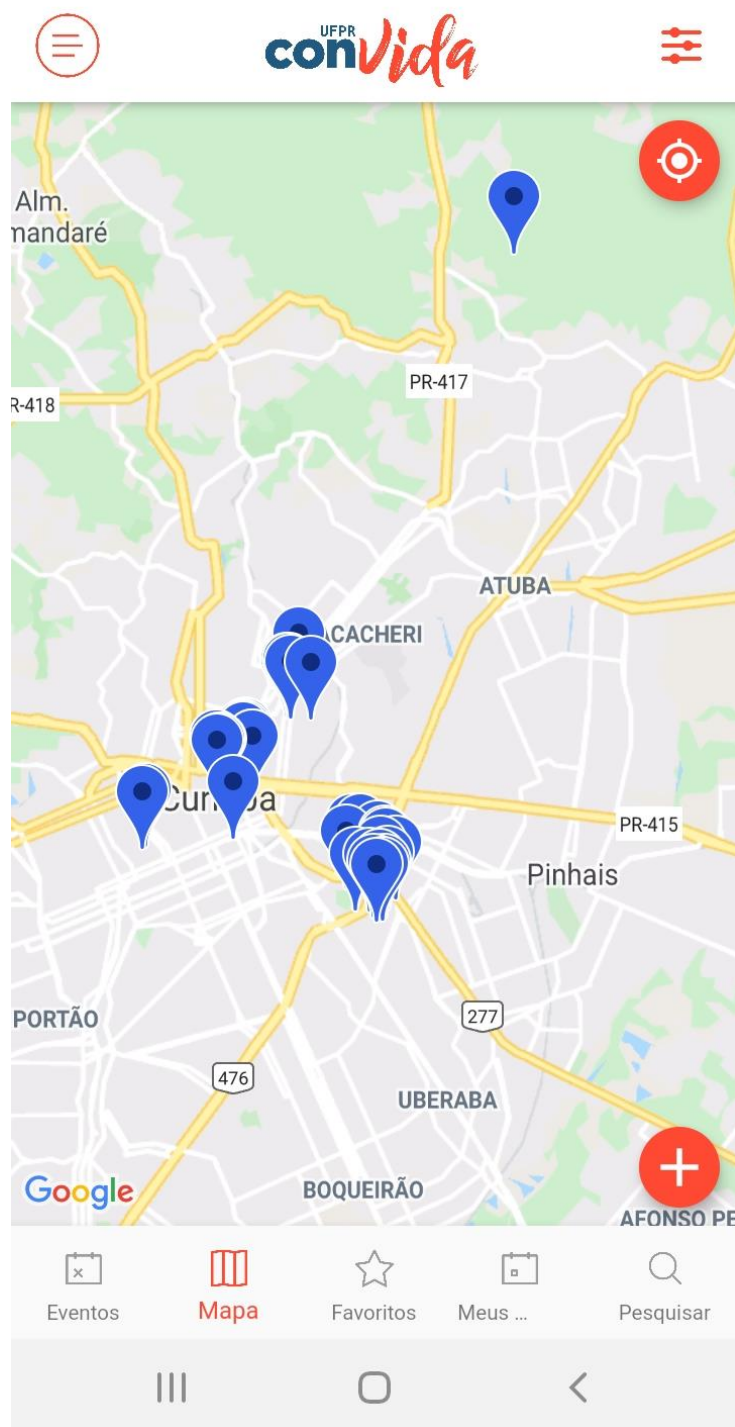 UFPR
conVida
Alm.
mandaré
PR-417
R-418
ATUBA
ACACHERI
Curitiba
PR-415
Pinhais
PORTÃO
277
476
UBERABA
Google
BOQUEIRÃO
AFONSO PE
Eventos
Mapa
Favoritos
Meus ...
Pesquisar